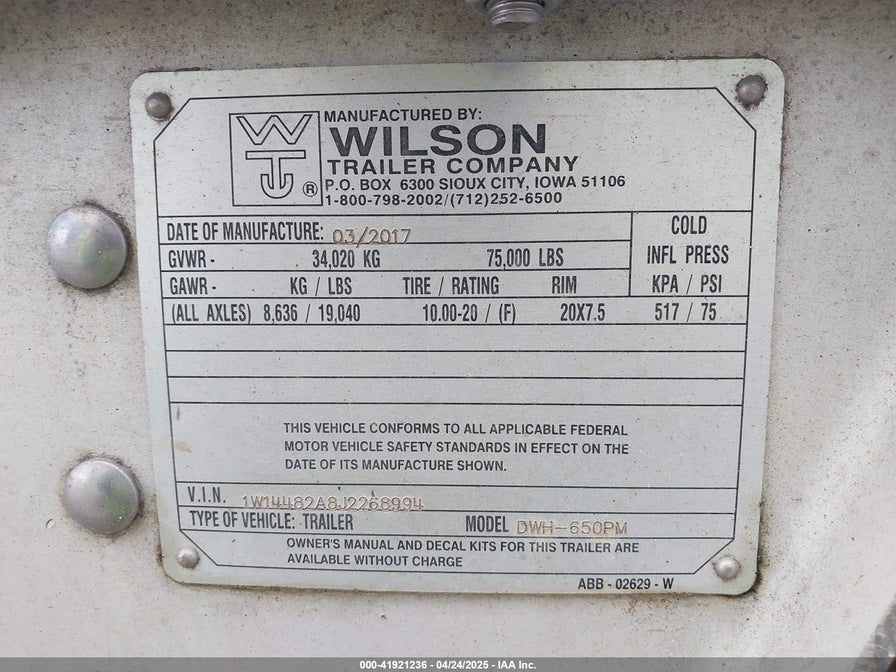 WTC ®
MANUFACTURED BY:
WILSON
TRAILER COMPANY
P.O. BOX 6300 SIOUX CITY, IOWA 51106
1-800-798-2002/(712)252-6500
DATE OF MANUFACTURE: 03/2017
COLD
INFL PRESS
KPA / PSI
GVWR - 34,020 KG 75,000 LBS
GAWR - KG / LBS TIRE / RATING RIM
(ALL AXLES) 8,636 / 19,040 10.00-20 / (F) 20X7.5 517 / 75
THIS VEHICLE CONFORMS TO ALL APPLICABLE FEDERAL
MOTOR VEHICLE SAFETY STANDARDS IN EFFECT ON THE
DATE OF ITS MANUFACTURE SHOWN.
V.I.N. 1W14482A8J2268994
TYPE OF VEHICLE: TRAILER MODEL DWH-650PM
OWNER'S MANUAL AND DECAL KITS FOR THIS TRAILER ARE
AVAILABLE WITHOUT CHARGE
ABB - 02629 - W
000-41921236 - 04/24/2025 - IAA Inc.